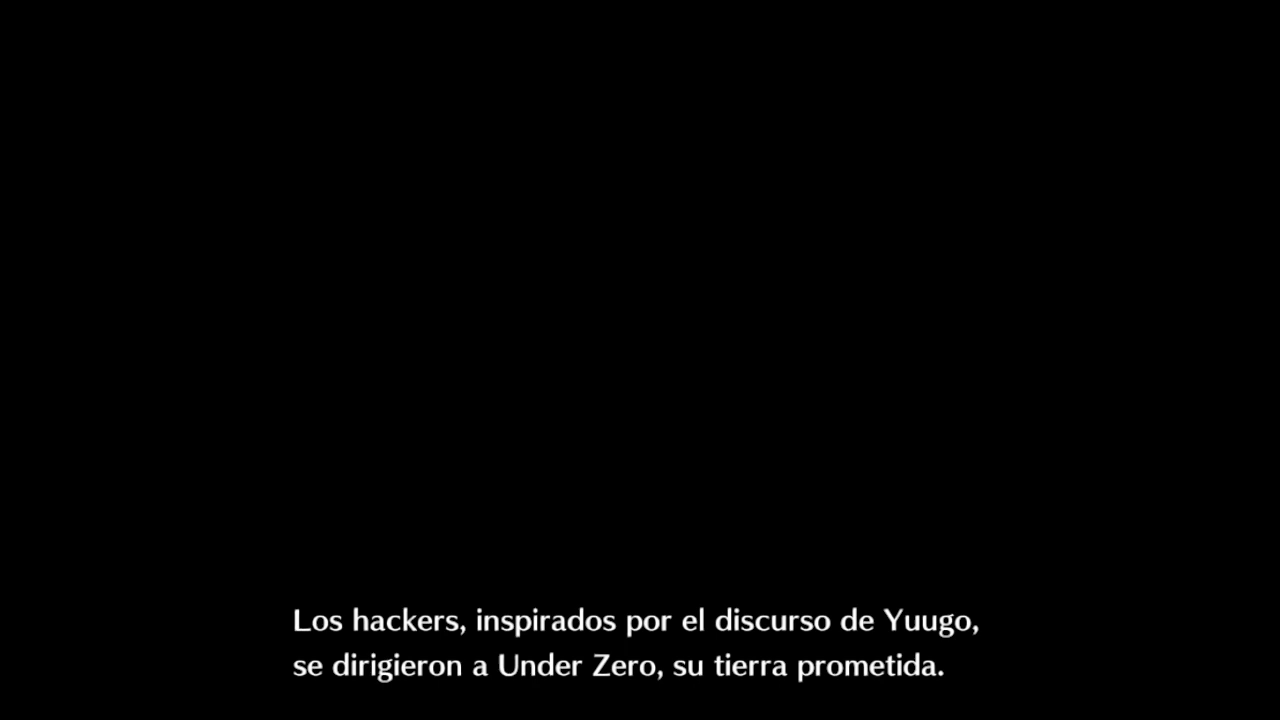 Los hackers, inspirados por el discurso de Yuugo,
se dirigieron a Under Zero, su tierra prometida.